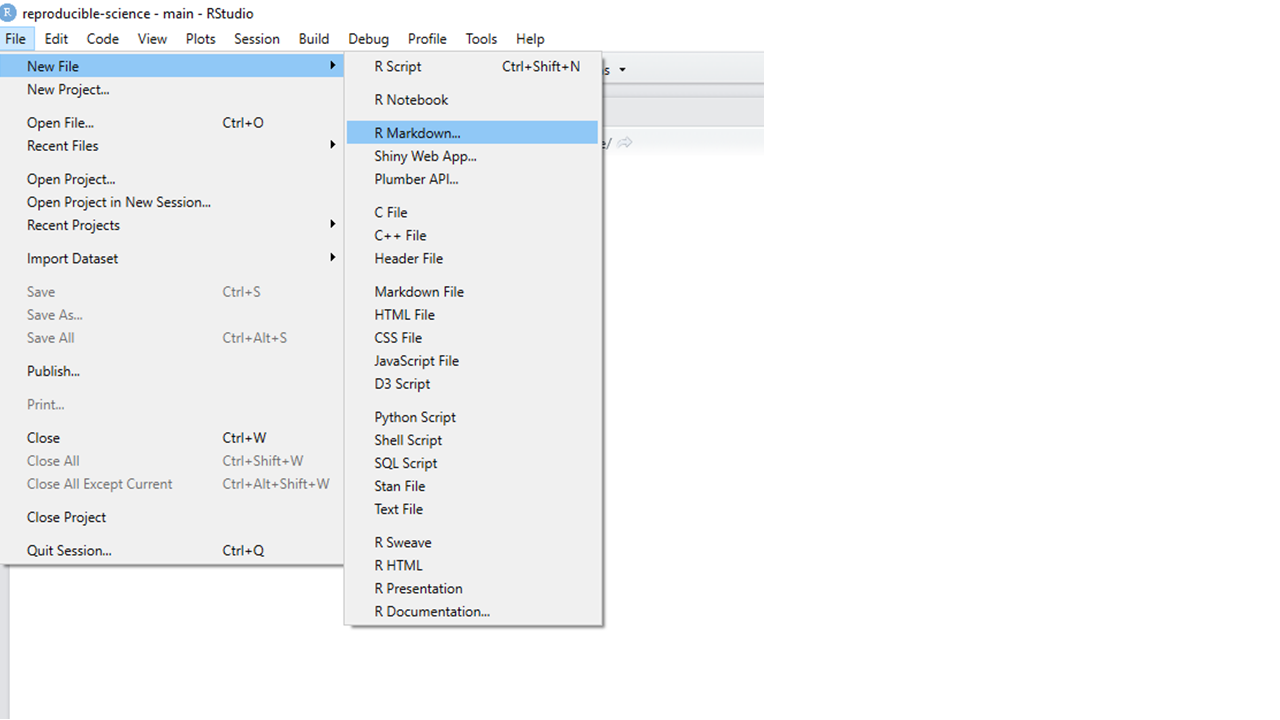 R reproducible-science - main - RStudio
File Edit Code View Plots Session Build Debug Profile Tools Help
New File
New Project...
Open File... Ctrl+O
Recent Files
Open Project...
Open Project in New Session...
Recent Projects
Import Dataset
Save Ctrl+S
Save As...
Save All Ctrl+Alt+S
Publish...
Print...
Close Ctrl+W
Close All Ctrl+Shift+W
Close All Except Current Ctrl+Alt+Shift+W
Close Project
Quit Session... Ctrl+Q
R Script Ctrl+Shift+N
R Notebook
R Markdown...
Shiny Web App...
Plumber API...
C File
C++ File
Header File
Markdown File
HTML File
CSS File
JavaScript File
D3 Script
Python Script
Shell Script
SQL Script
Stan File
Text File
R Sweave
R HTML
R Presentation
R Documentation...